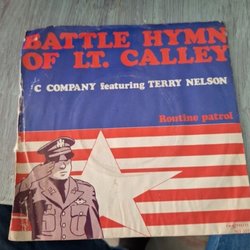 BATTLE HYMN
OF LT. CALLEY
C COMPANY featuring TERRY NELSON
Routine patrol